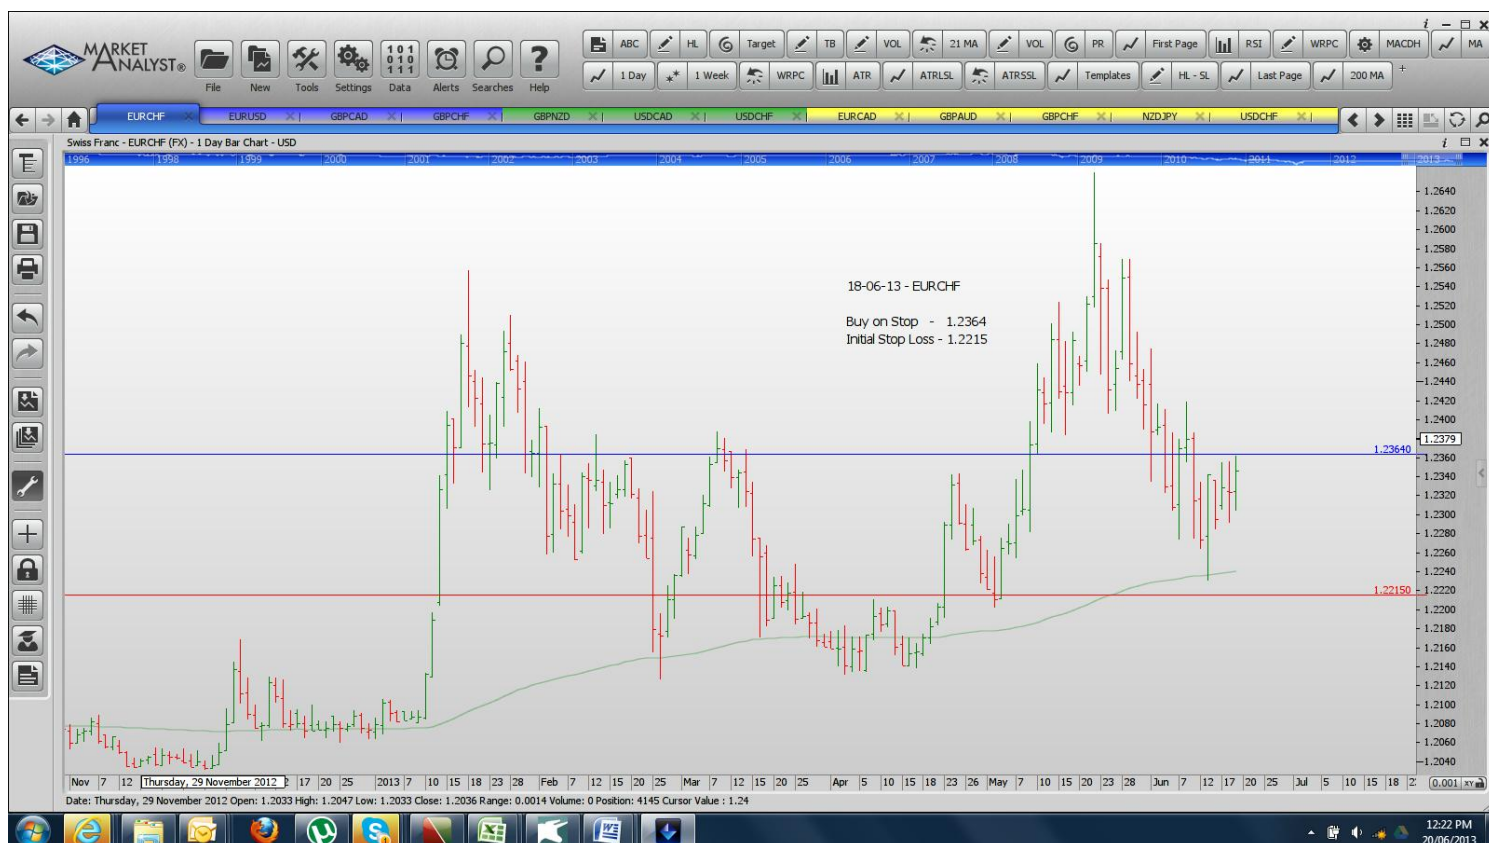 i
MARKET ANALYST®
File New Tools Settings Data Alerts Searches Help
ABC HL Target TB VOL 21 MA VOL PR First Page RSI WRPC MACDH MA
1 Day 1 Week WRPC ATR ATRLSL ATRSSL Templates HL - SL Last Page 200 MA +
EURCHF EURUSD GBPCAD GBPCHF GBPNZD USDCAD USDCHF EURCAD GBPAUD GBPCHF NZDJPY USDCHF
Swiss Franc - EURCHF (FX) - 1 Day Bar Chart - USD i
1996 1998 1999 2000 2001 2002 2003 2004 2005 2006 2007 2008 2009 2010 2011 2012 2013
1.2640
1.2620
1.2600
1.2580
1.2560
18-06-13 - EURCHF
1.2540
1.2520
Buy on Stop - 1.2364
1.2500
Initial Stop Loss - 1.2215
1.2480
1.2460
1.2440
1.2420
1.2400
1.2379
1.23640
1.2360
1.2340
1.2320
1.2300
1.2280
1.2260
1.2240
1.22150
1.2220
1.2200
1.2180
1.2160
1.2140
1.2120
1.2100
1.2080
1.2060
1.2040
Nov 7 12 Thursday, 29 November 2012 17 20 25 2013 7 10 15 18 23 28 Feb 7 12 15 20 25 Mar 7 12 15 20 25 Apr 5 10 15 18 23 26 May 7 10 15 18 23 28 Jun 7 12 17 20 25 Jul 5 10 15 18 0.001 XY
Date: Thursday, 29 November 2012 Open: 1.2033 High: 1.2047 Low: 1.2033 Close: 1.2036 Range: 0.0014 Volume: 0 Position: 4145 Cursor Value : 1.24
12:22 PM
20/06/2013